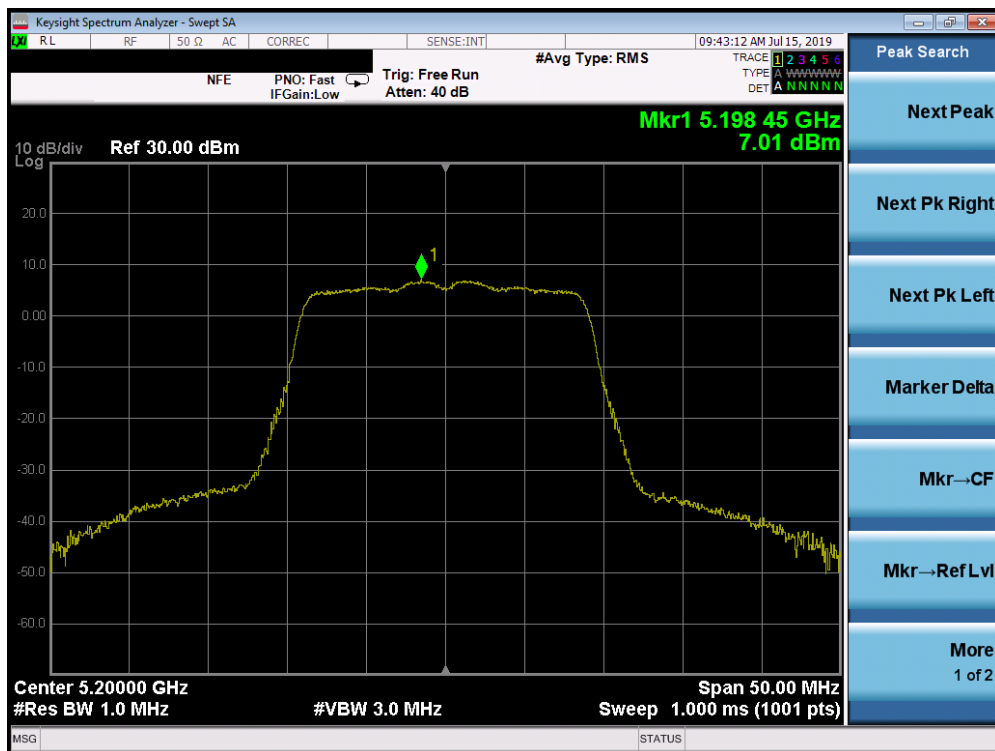 Keysight Spectrum Analyzer - Swept SA
LXI RL RF 50 Ω AC CORREC SENSE:INT 09:43:12 AM Jul 15, 2019
Peak Search
#Avg Type: RMS TRACE 1 2 3 4 5 6
NFE PNO: Fast Trig: Free Run TYPE A WWWWW
IFGain:Low Atten: 40 dB DET A N N N N N
Mkr1 5.198 45 GHz
7.01 dBm
10 dB/div Ref 30.00 dBm
Log
20.0
10.0
0.00
-10.0
-20.0
-30.0
-40.0
-50.0
-60.0
1
Center 5.20000 GHz Span 50.00 MHz
#Res BW 1.0 MHz #VBW 3.0 MHz Sweep 1.000 ms (1001 pts)
MSG STATUS
Next Peak
Next Pk Right
Next Pk Left
Marker Delta
Mkr→CF
Mkr→Ref Lvl
More
1 of 2